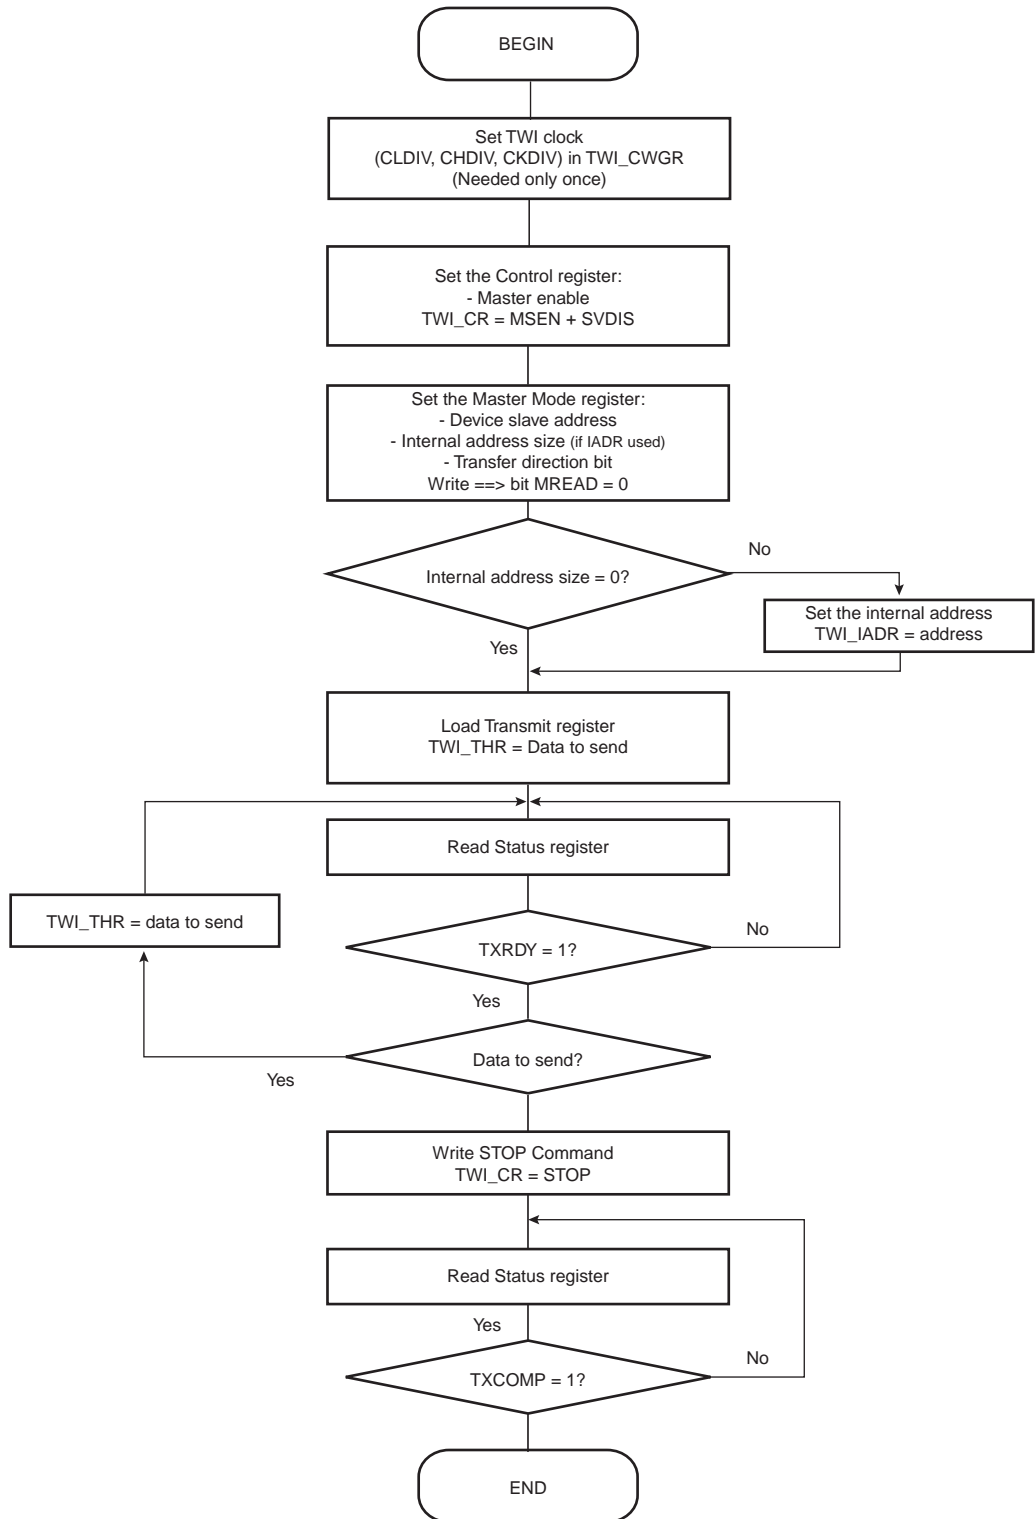 BEGIN
Set TWI clock
(CLDIV, CHDIV, CKDIV) in TWI_CWGR
(Needed only once)
Set the Control register:
- Master enable
TWI_CR = MSEN + SVDIS
Set the Master Mode register:
- Device slave address
- Internal address size (if IADR used)
- Transfer direction bit
Write ==> bit MREAD = 0
No
Internal address size = 0?
Set the internal address
TWI_IADR = address
Yes
Load Transmit register
TWI_THR = Data to send
Read Status register
TWI_THR = data to send
No
TXRDY = 1?
Yes
Data to send?
Yes
Write STOP Command
TWI_CR = STOP
Read Status register
Yes
No
TXCOMP = 1?
END